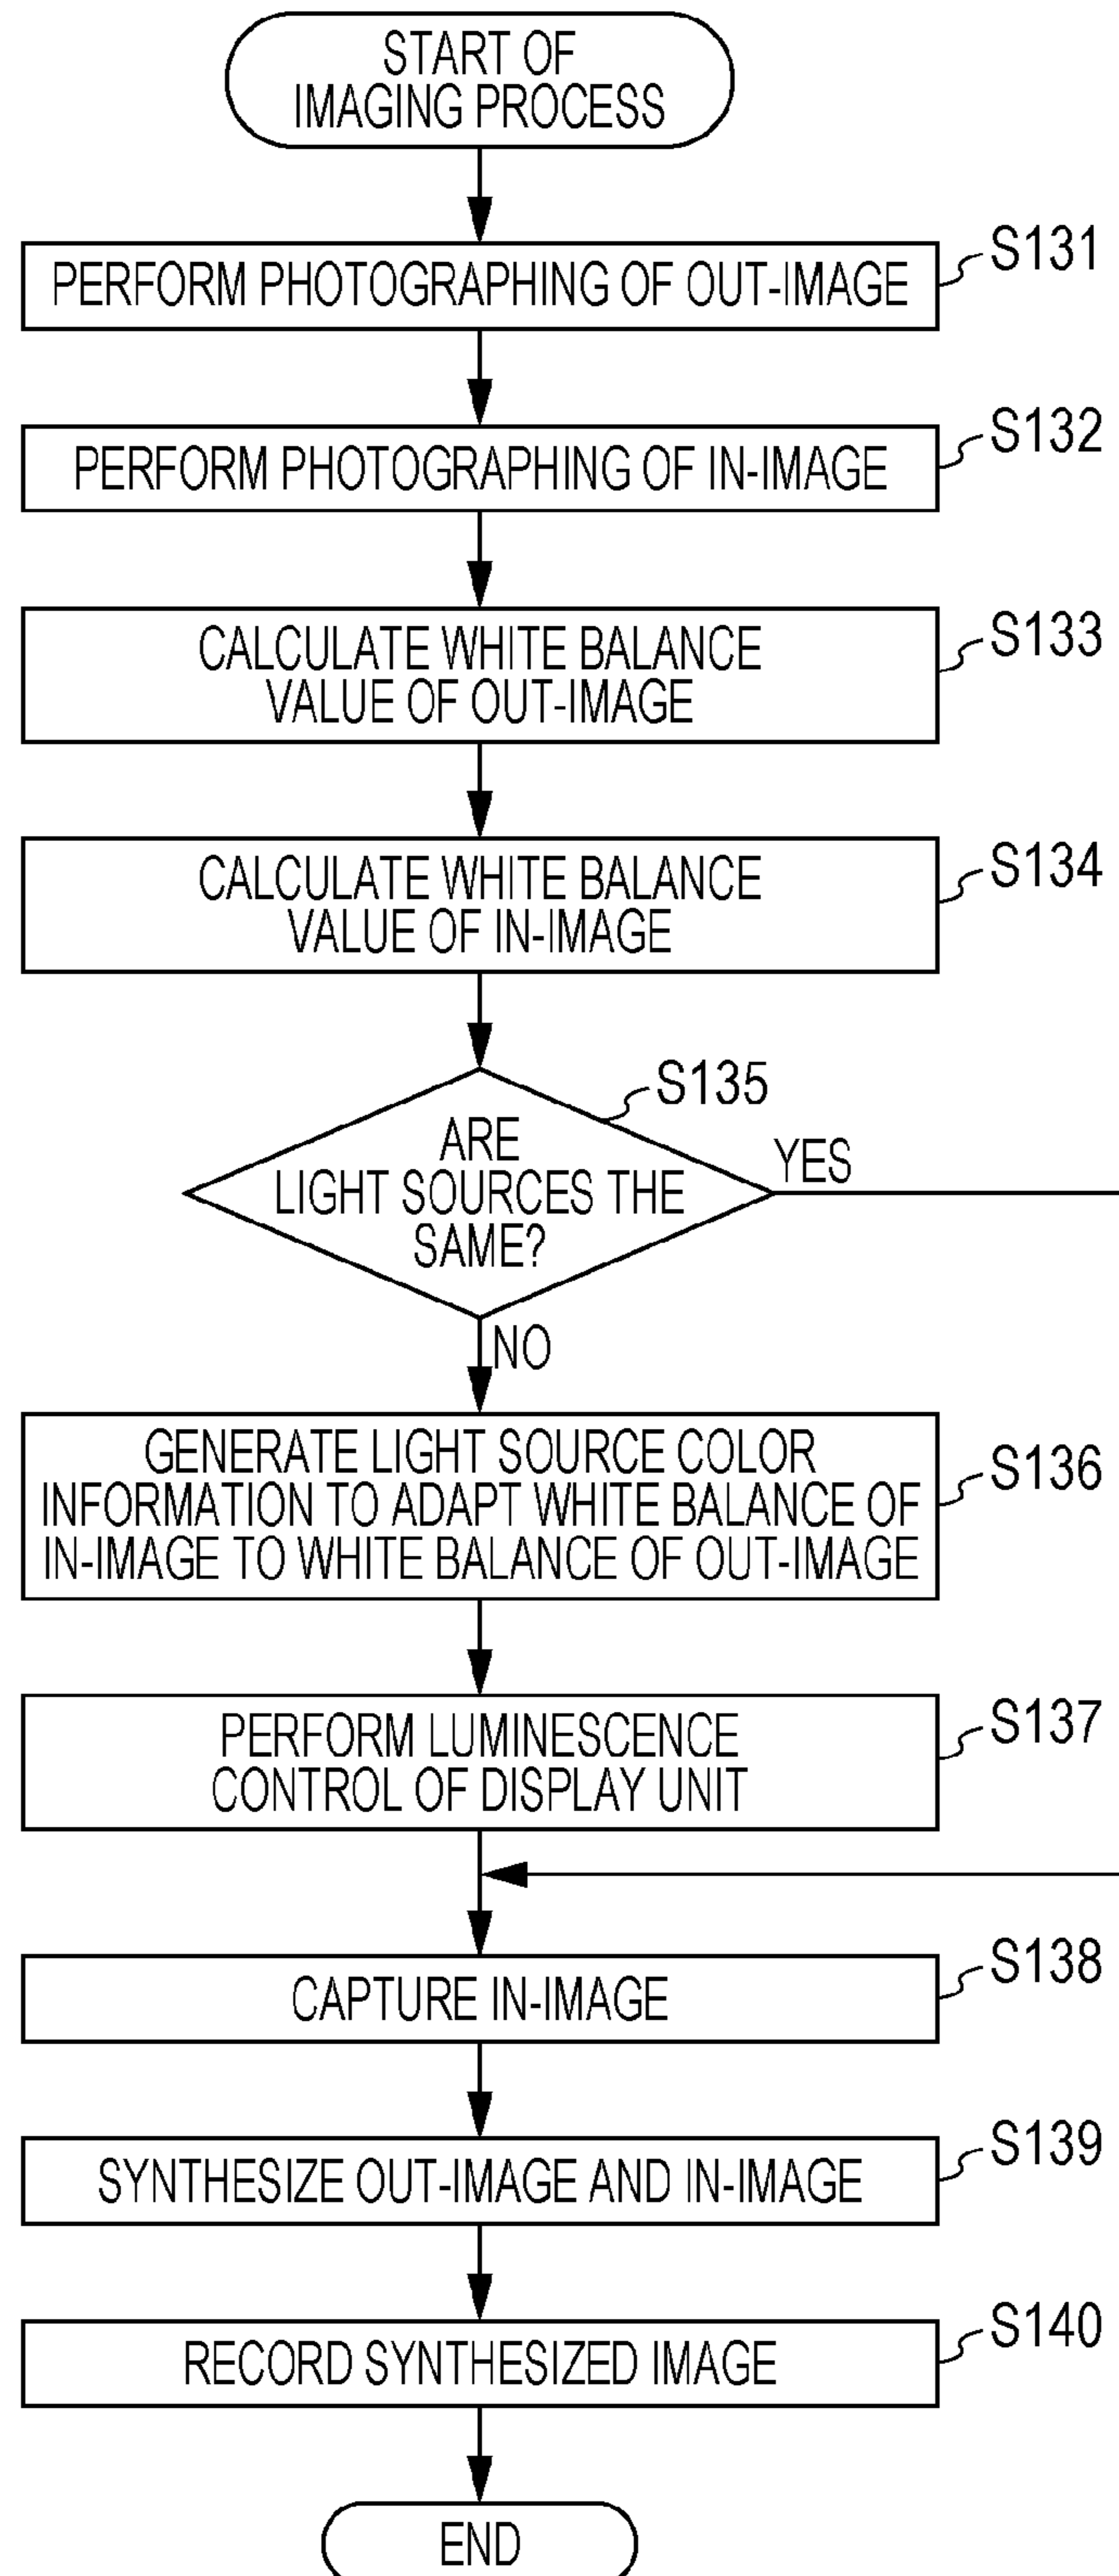 START OF
IMAGING PROCESS
S131
PERFORM PHOTOGRAPHING OF OUT-IMAGE
S132
PERFORM PHOTOGRAPHING OF IN-IMAGE
S133
CALCULATE WHITE BALANCE
VALUE OF OUT-IMAGE
S134
CALCULATE WHITE BALANCE
VALUE OF IN-IMAGE
S135
ARE
LIGHT SOURCES THE
SAME?
YES
NO
S136
GENERATE LIGHT SOURCE COLOR
INFORMATION TO ADAPT WHITE BALANCE OF
IN-IMAGE TO WHITE BALANCE OF OUT-IMAGE
S137
PERFORM LUMINESCENCE
CONTROL OF DISPLAY UNIT
S138
CAPTURE IN-IMAGE
S139
SYNTHESIZE OUT-IMAGE AND IN-IMAGE
S140
RECORD SYNTHESIZED IMAGE
END